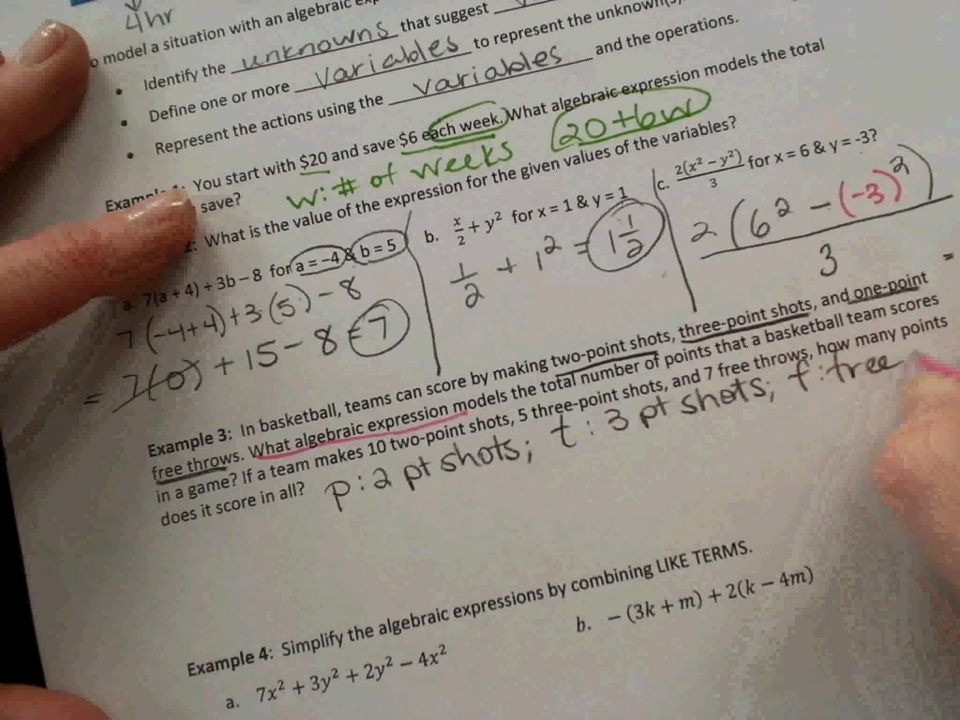 4hr
o model a situation with an algebraic
• Identify the unknowns that suggest
• Define one or more variables to represent the unknown(s).
• Represent the actions using the variables and the operations.
You start with $20 and save $6 each week. What algebraic expression models the total
save?
w: # of weeks 20+6w
2: What is the value of the expression for the given values of the variables?
a. 7(a + 4) + 3b – 8 for a = –4 & b = 5
7(-4+4)+3(5)-8
= 7(0)+15-8=7
b. x/2 + y² for x = 1 & y = 1
1/2 + 1² = 1 1/2
c. 2(x² – y²)/3 for x = 6 & y = -3?
2(6² - (-3)²)/3
=
Example 3: In basketball, teams can score by making two-point shots, three-point shots, and one-point
free throws. What algebraic expression models the total number of points that a basketball team scores
in a game? If a team makes 10 two-point shots, 5 three-point shots, and 7 free throws, how many points
does it score in all?
p: 2 pt shots; t: 3 pt shots; f: free
Example 4: Simplify the algebraic expressions by combining LIKE TERMS.
a. 7x² + 3y² + 2y² – 4x²
b. – (3k + m) + 2(k – 4m)